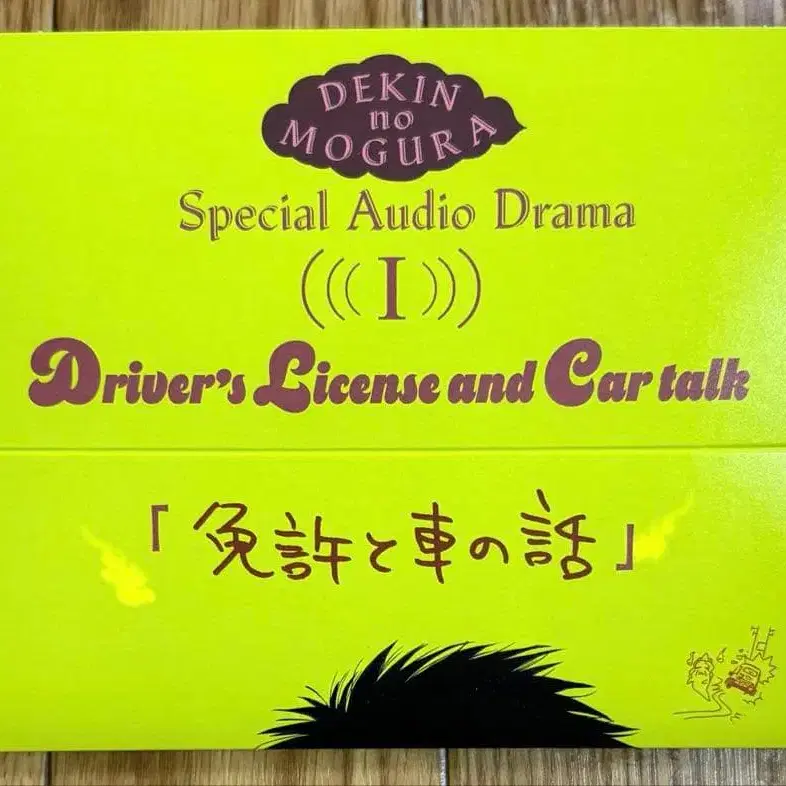 DEKIN
no
MOGURA
Special Audio Drama
I
Driver's License and Car talk
「免許と車の話」